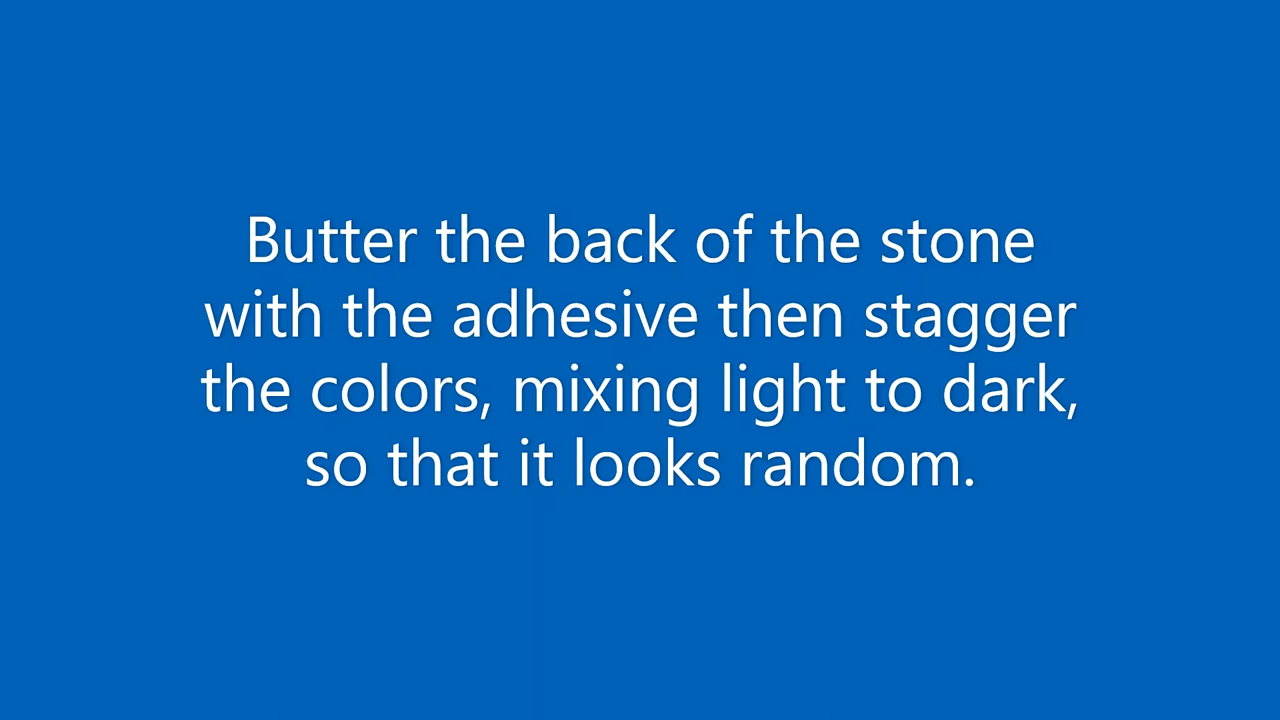 Butter the back of the stone
with the adhesive then stagger
the colors, mixing light to dark,
so that it looks random.